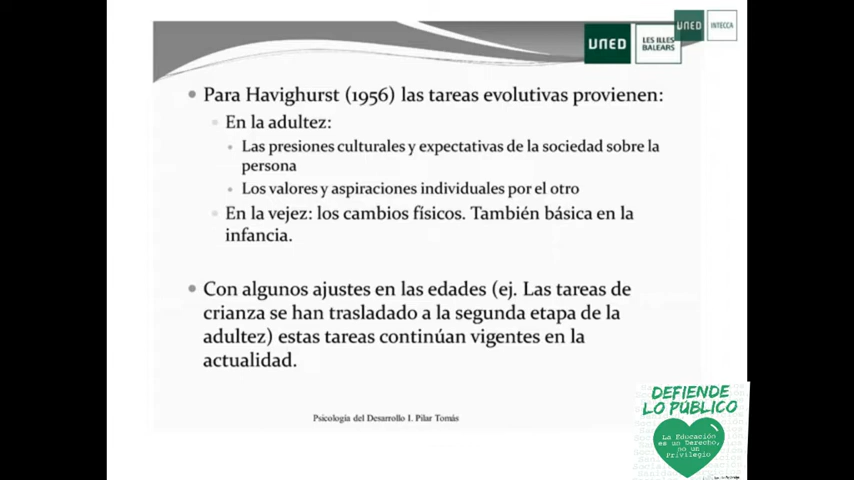 UNED
LES ILLES
BALEARS
UNED
INTECCA
Para Havighurst (1956) las tareas evolutivas provienen:
En la adultez:
Las presiones culturales y expectativas de la sociedad sobre la
persona
Los valores y aspiraciones individuales por el otro
En la vejez: los cambios físicos. También básica en la
infancia.
Con algunos ajustes en las edades (ej. Las tareas de
crianza se han trasladado a la segunda etapa de la
adultez) estas tareas continúan vigentes en la
actualidad.
Psicología del Desarrollo I. Pilar Tomás
DEFIENDE
LO PÚBLICO
La Educación
es un Derecho,
no un
Privilegio